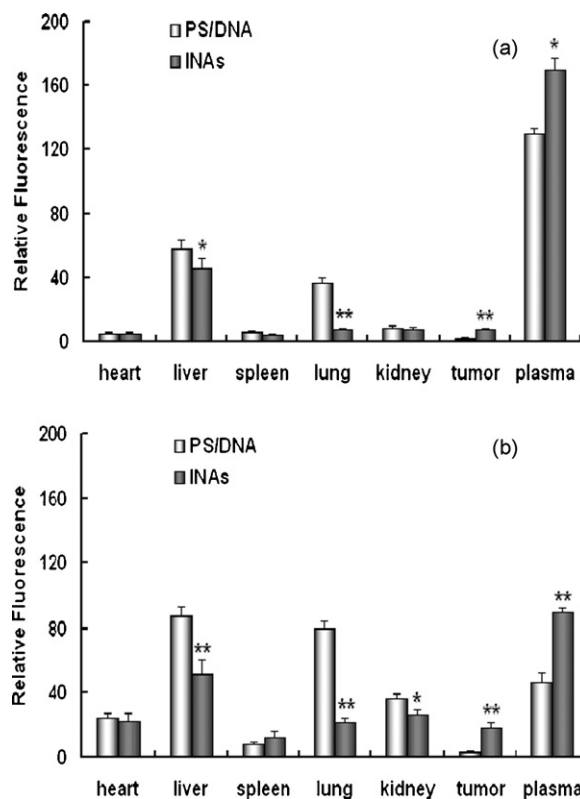 200
PS/DNA
INAs
(a)
*
160
120
80
*
40
**
**
0
Relative Fluorescence
heart liver spleen lung kidney tumor plasma
200
PS/DNA
INAs
(b)
160
120
**
80
**
40
**
*
**
0
Relative Fluorescence
heart liver spleen lung kidney tumor plasma